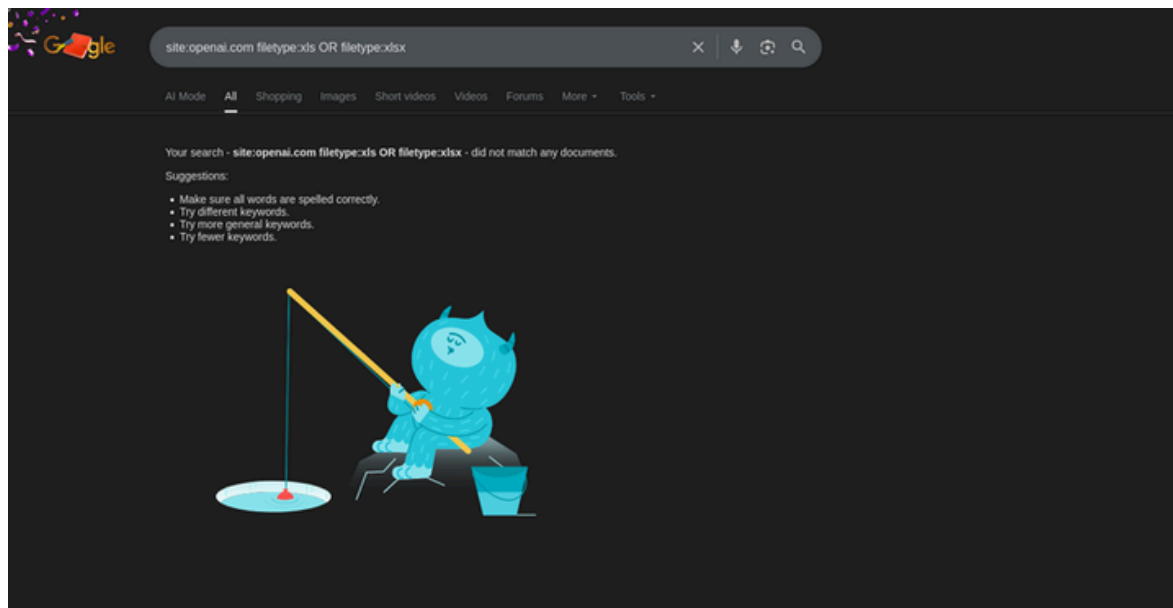 Google
site:openai.com filetype:xls OR filetype:xlsx
AI Mode All Shopping Images Short videos Videos Forums More Tools
Your search - site:openai.com filetype:xls OR filetype:xlsx - did not match any documents.
Suggestions:
Make sure all words are spelled correctly.
Try different keywords.
Try more general keywords.
Try fewer keywords.